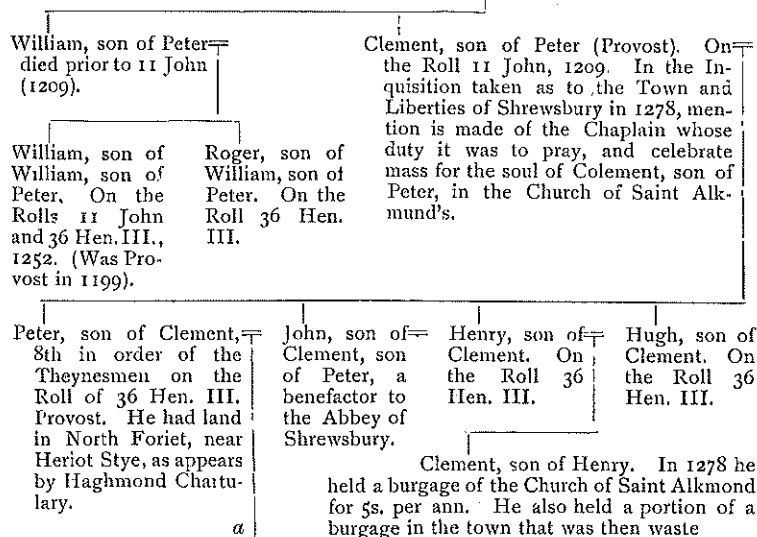 William, son of Peter
died prior to 11 John
(1209).
Clement, son of Peter (Provost). On
the Roll 11 John, 1209. In the In-
quisition taken as to the Town and
Liberties of Shrewsbury in 1278, men-
tion is made of the Chaplain whose
duty it was to pray, and celebrate
mass for the soul of Colement, son of
Peter, in the Church of Saint Alk-
mund's.
William, son of
William, son of
Peter. On the
Rolls 11 John
and 36 Hen. III.,
1252. (Was Pro-
vost in 1199).
Roger, son of
William, son of
Peter. On the
Roll 36 Hen.
III.
Peter, son of Clement,
8th in order of the
Theynesmen on the
Roll of 36 Hen. III.
Provost. He had land
in North Foriet, near
Heriot Stye, as appears
by Haghmond Chartu-
lary.
a
John, son of
Clement, son
of Peter, a
benefactor to
the Abbey of
Shrewsbury.
Henry, son of
Clement. On
the Roll 36
Hen. III.
Hugh, son of
Clement. On
the Roll 36
Hen. III.
Clement, son of Henry. In 1278 he
held a burgage of the Church of Saint Alkmond
for 5s. per ann. He also held a portion of a
burgage in the town that was then waste